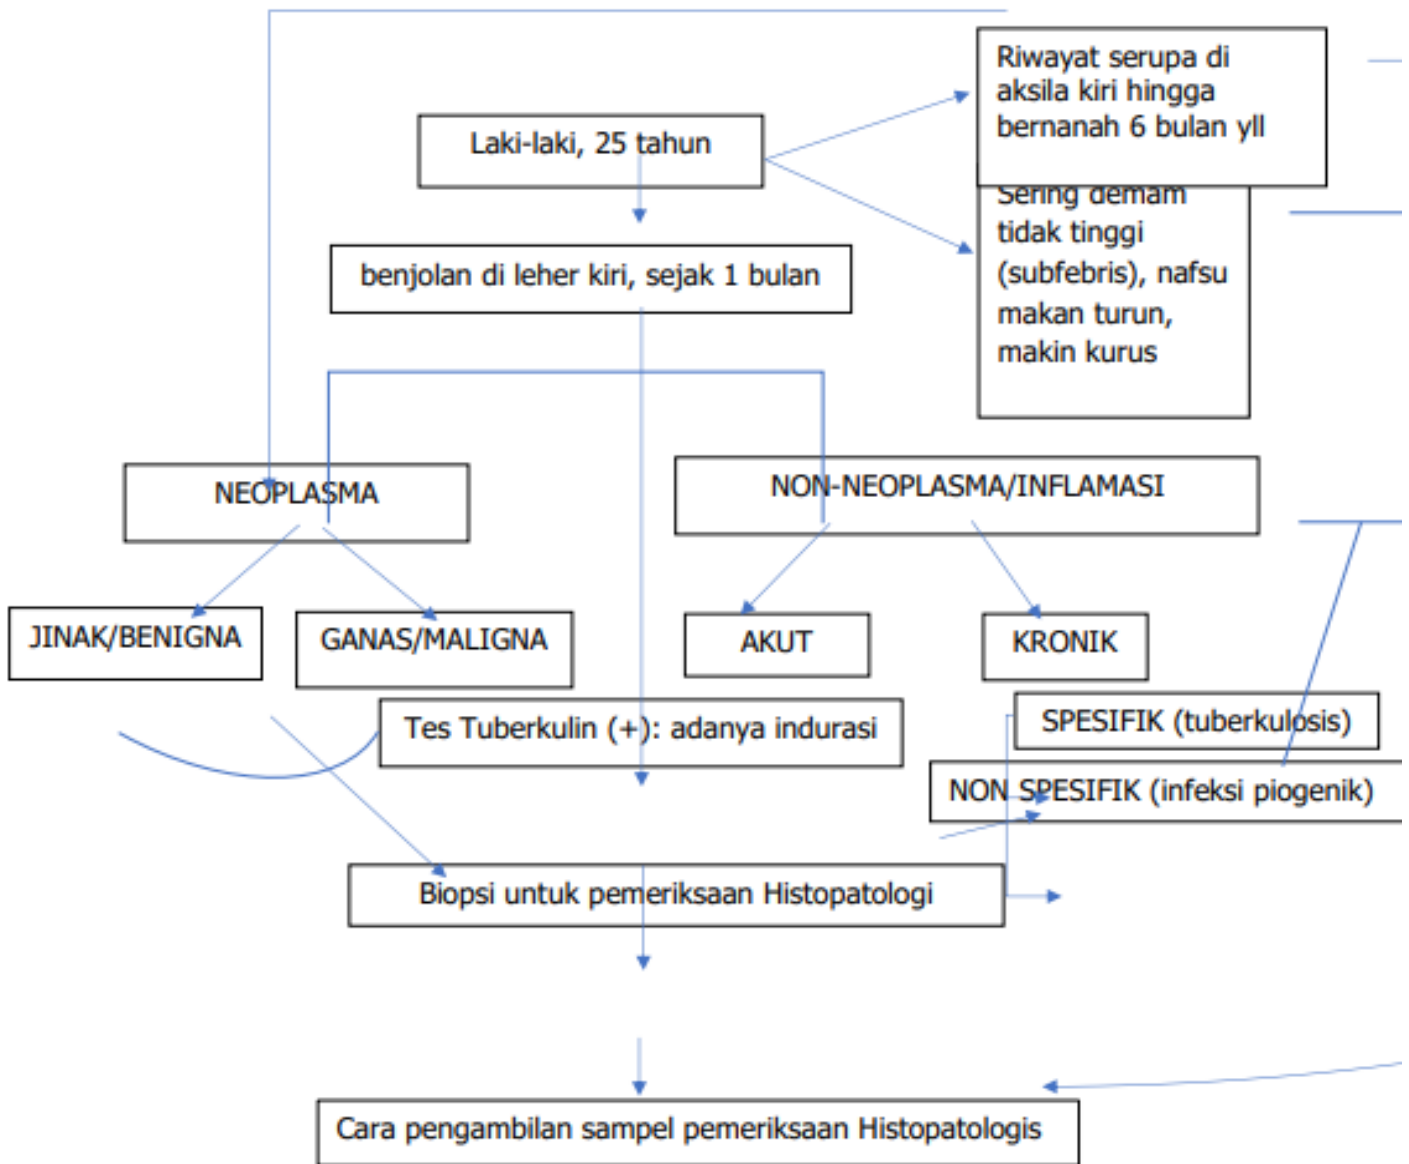 Riwayat serupa di
aksila kiri hingga
bernanah 6 bulan yll
Laki-laki, 25 tahun
Sering demam
tidak tinggi
(subfebris), nafsu
makan turun,
makin kurus
benjolan di leher kiri, sejak 1 bulan
NEOPLASMA
NON-NEOPLASMA/INFLAMASI
JINAK/BENIGNA
GANAS/MALIGNA
AKUT
KRONIK
Tes Tuberkulin (+): adanya indurasi
SPESIFIK (tuberkulosis)
NON SPESIFIK (infeksi piogenik)
Biopsi untuk pemeriksaan Histopatologi
Cara pengambilan sampel pemeriksaan Histopatologis